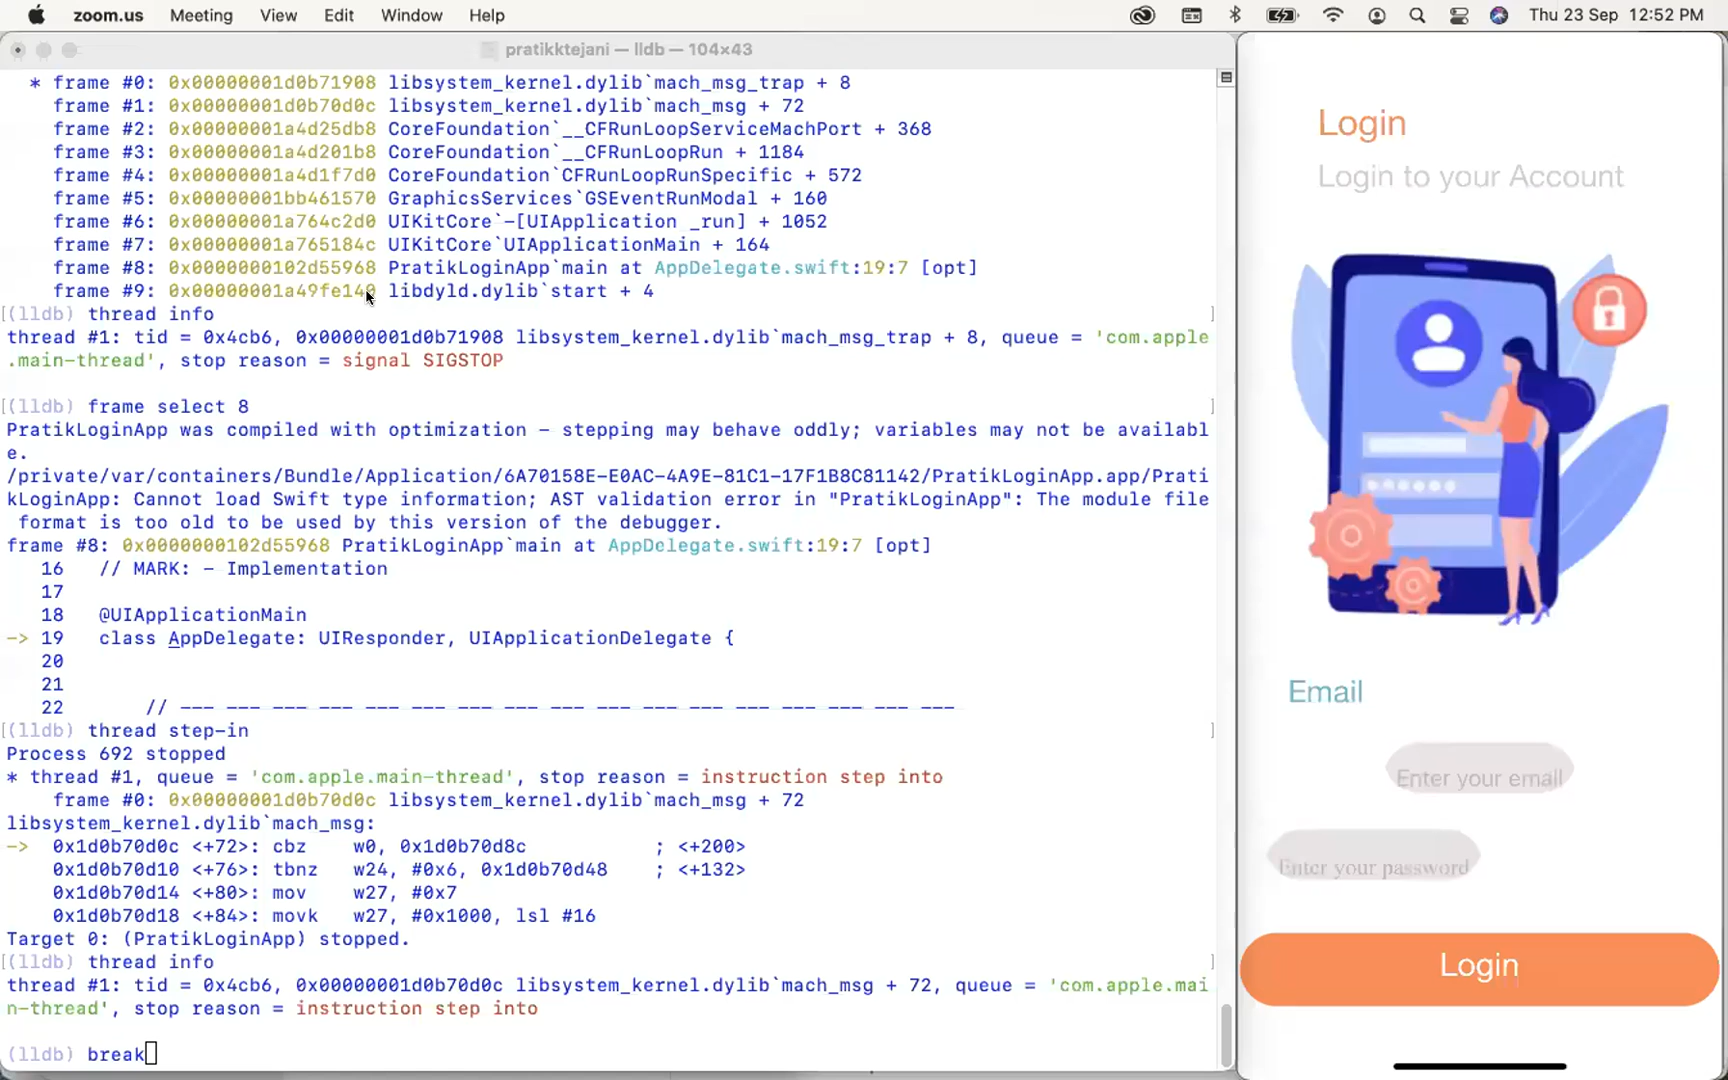 zoom.us Meeting View Edit Window Help Thu 23 Sep 12:52 PM
pratikktejani — lldb — 104×43
* frame #0: 0x00000001d0b71908 libsystem_kernel.dylib`mach_msg_trap + 8
frame #1: 0x00000001d0b70d0c libsystem_kernel.dylib`mach_msg + 72
frame #2: 0x00000001a4d25db8 CoreFoundation`__CFRunLoopServiceMachPort + 368
frame #3: 0x00000001a4d201b8 CoreFoundation`__CFRunLoopRun + 1184
frame #4: 0x00000001a4d1f7d0 CoreFoundation`CFRunLoopRunSpecific + 572
frame #5: 0x00000001bb461570 GraphicsServices`GSEventRunModal + 160
frame #6: 0x00000001a764c2d0 UIKitCore`-[UIApplication _run] + 1052
frame #7: 0x00000001a765184c UIKitCore`UIApplicationMain + 164
frame #8: 0x0000000102d55968 PratikLoginApp`main at AppDelegate.swift:19:7 [opt]
frame #9: 0x00000001a49fe140 libdyld.dylib`start + 4
[(lldb) thread info ]
thread #1: tid = 0x4cb6, 0x00000001d0b71908 libsystem_kernel.dylib`mach_msg_trap + 8, queue = 'com.apple
.main-thread', stop reason = signal SIGSTOP
[(lldb) frame select 8 ]
PratikLoginApp was compiled with optimization - stepping may behave oddly; variables may not be availabl
e.
/private/var/containers/Bundle/Application/6A70158E-E0AC-4A9E-81C1-17F1B8C81142/PratikLoginApp.app/Prati
kLoginApp: Cannot load Swift type information; AST validation error in "PratikLoginApp": The module file
format is too old to be used by this version of the debugger.
frame #8: 0x0000000102d55968 PratikLoginApp`main at AppDelegate.swift:19:7 [opt]
16 // MARK: - Implementation
17
18 @UIApplicationMain
-> 19 class AppDelegate: UIResponder, UIApplicationDelegate {
20
21
22 // --- --- --- --- --- --- --- --- --- --- --- --- --- --- --- --- ---
[(lldb) thread step-in ]
Process 692 stopped
* thread #1, queue = 'com.apple.main-thread', stop reason = instruction step into
frame #0: 0x00000001d0b70d0c libsystem_kernel.dylib`mach_msg + 72
libsystem_kernel.dylib`mach_msg:
-> 0x1d0b70d0c <+72>: cbz w0, 0x1d0b70d8c ; <+200>
0x1d0b70d10 <+76>: tbnz w24, #0x6, 0x1d0b70d48 ; <+132>
0x1d0b70d14 <+80>: mov w27, #0x7
0x1d0b70d18 <+84>: movk w27, #0x1000, lsl #16
Target 0: (PratikLoginApp) stopped.
[(lldb) thread info ]
thread #1: tid = 0x4cb6, 0x00000001d0b70d0c libsystem_kernel.dylib`mach_msg + 72, queue = 'com.apple.mai
n-thread', stop reason = instruction step into
(lldb) break
Login
Login to your Account
Email
Enter your email
Enter your password
Login